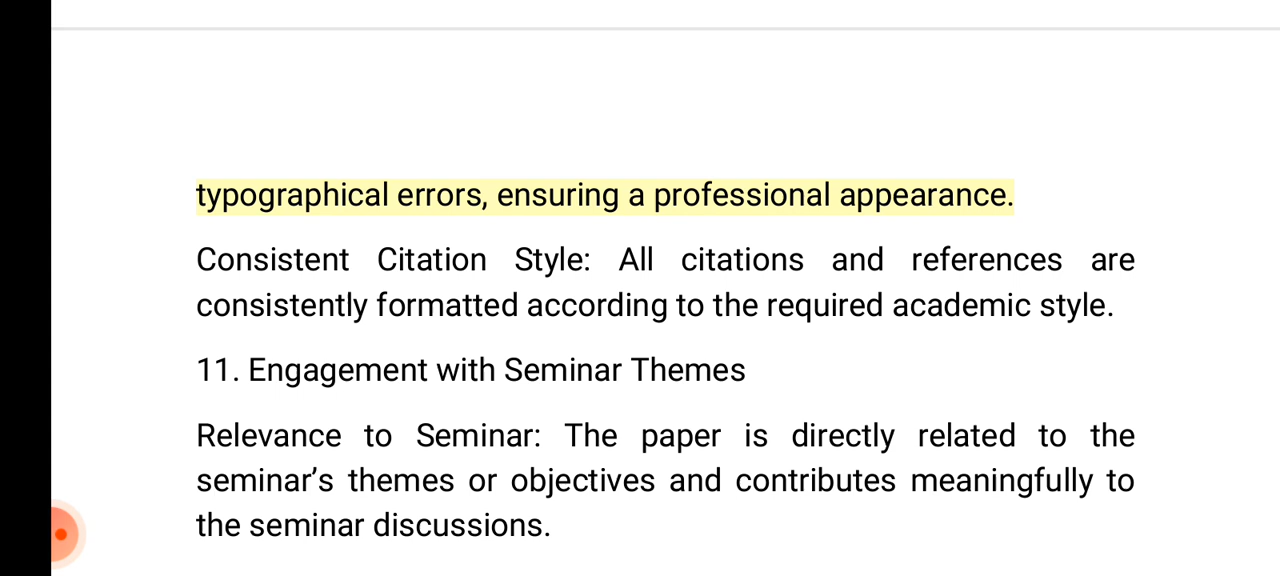 typographical errors, ensuring a professional appearance.
Consistent Citation Style: All citations and references are
consistently formatted according to the required academic style.
11. Engagement with Seminar Themes
Relevance to Seminar: The paper is directly related to the
seminar’s themes or objectives and contributes meaningfully to
the seminar discussions.